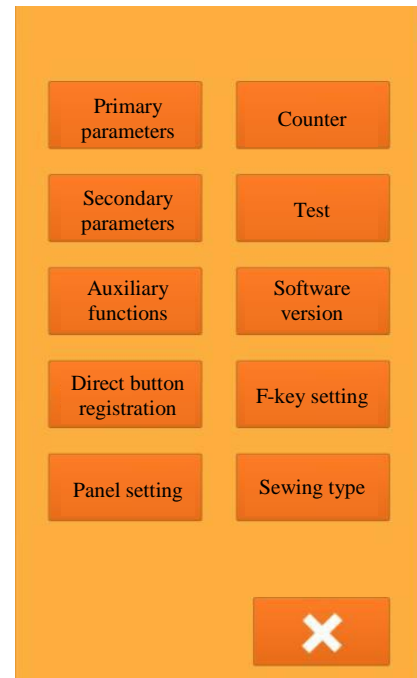 Primary
parameters
Counter
Secondary
parameters
Test
Auxiliary
functions
Software
version
Direct button
registration
F-key setting
Panel setting
Sewing type